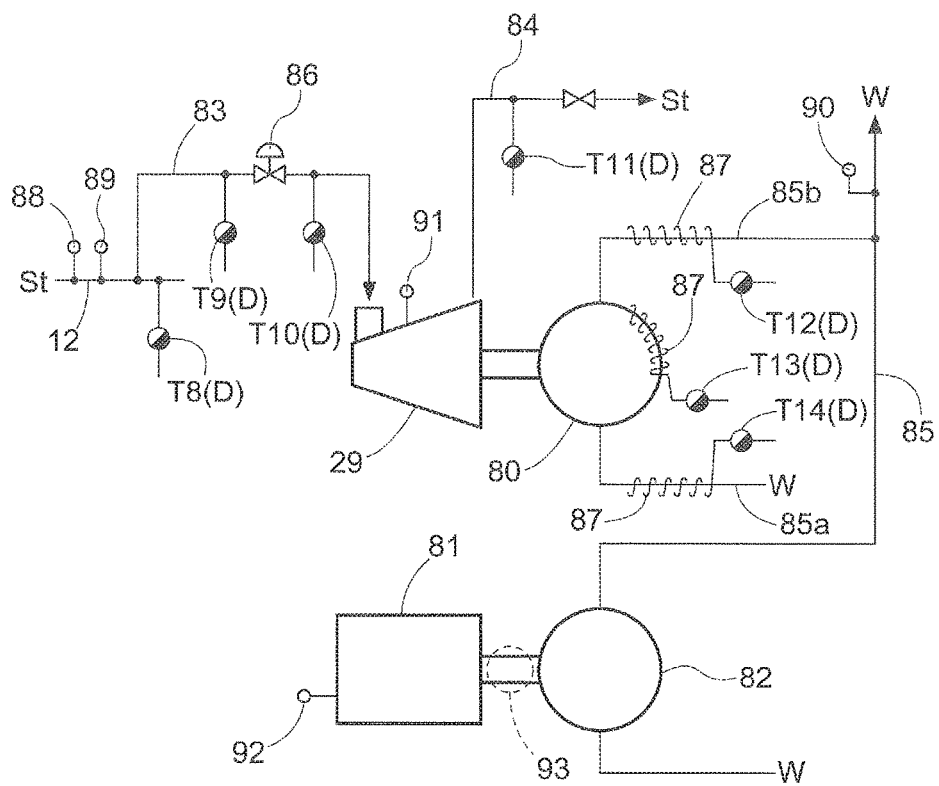 84
86
83
St
W
90
T11(D)
87
85b
88
89
91
St
87
12
T9(D)
T10(D)
T12(D)
T8(D)
T13(D)
T14(D)
85
29
80
W
87
85a
81
82
92
93
W